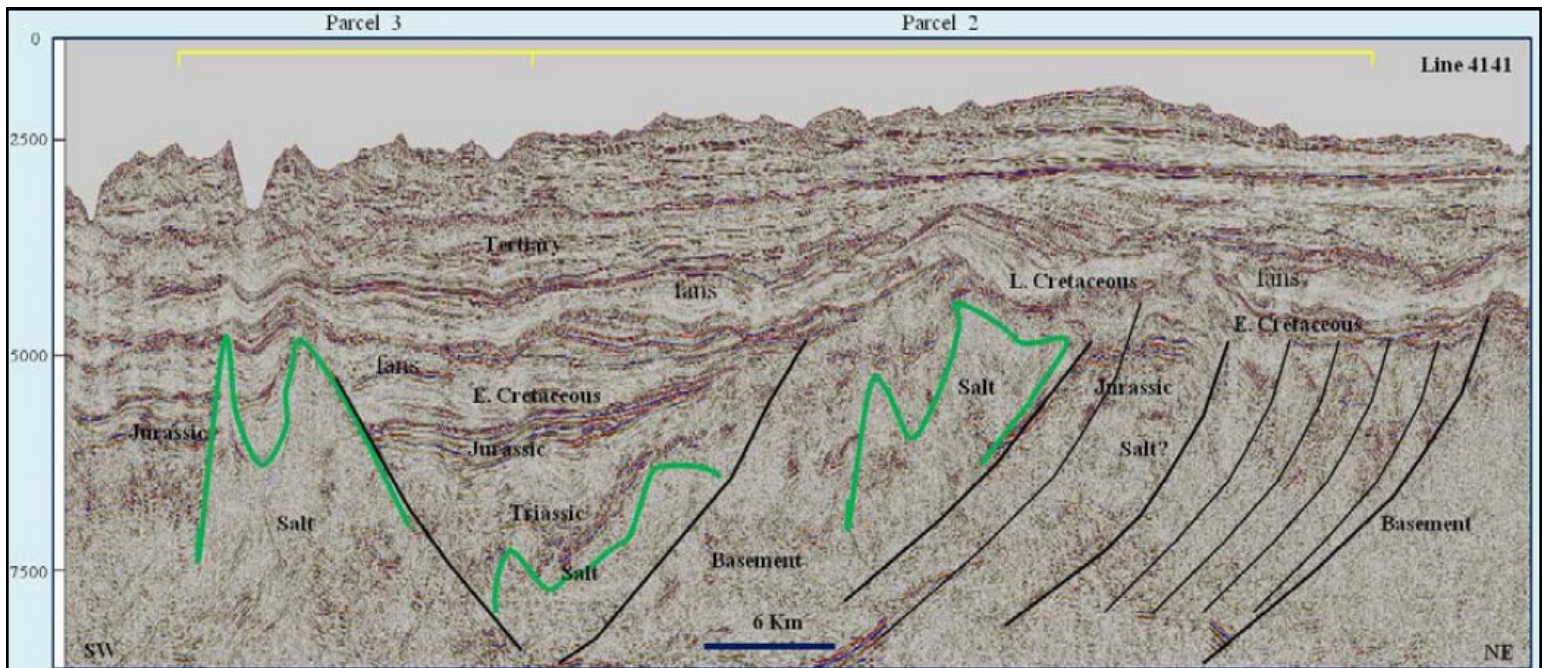 Parcel 3
Parcel 2
0
Line 4141
2500
Tertiary
fans
L. Cretaceous
fans
E. Cretaceous
5000
fans
Salt
Jurassic
E. Cretaceous
Jurassic
Jurassic
Salt?
Triassic
Salt
Basement
Basement
7500
Salt
6 Km
SW
NE